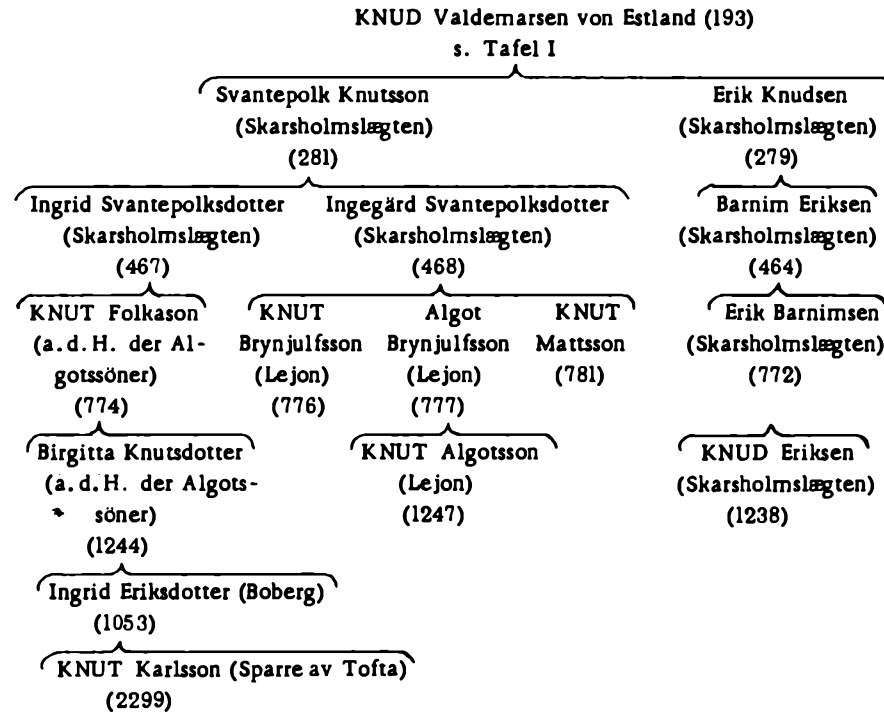 KNUD Valdemarsen von Estland (193)
s. Tafel I
Svantepolk Knutsson
(Skarsholmslægten)
(281)
Erik Knudsen
(Skarsholmslægten)
(279)
Ingrid Svantepolksdotter
(Skarsholmslægten)
(467)
Ingegärd Svantepolksdotter
(Skarsholmslægten)
(468)
Barnim Eriksen
(Skarsholmslægten)
(464)
KNUT Folkason
(a.d.H. der Al-
gotssöner)
(774)
KNUT
Brynjulfsson
(Lejon)
(776)
Algot
Brynjulfsson
(Lejon)
(777)
KNUT
Mattsson
(781)
Erik Barnimsen
(Skarsholmslægten)
(772)
Birgitta Knutsdotter
(a.d.H. der Algots-
söner)
(1244)
KNUT Algotsson
(Lejon)
(1247)
KNUD Eriksen
(Skarsholmslægten)
(1238)
Ingrid Eriksdotter (Boberg)
(1053)
KNUT Karlsson (Sparre av Tofta)
(2299)